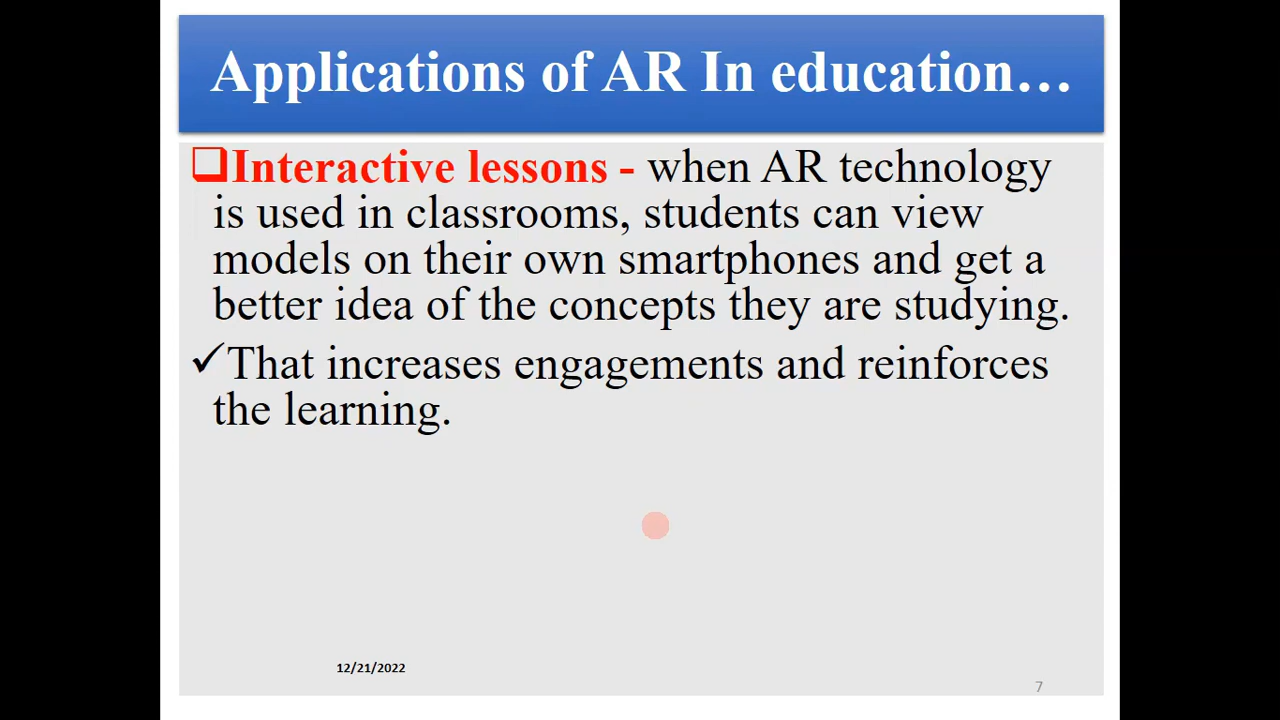 Applications of AR In education…
Interactive lessons - when AR technology
is used in classrooms, students can view
models on their own smartphones and get a
better idea of the concepts they are studying.
That increases engagements and reinforces
the learning.
12/21/2022
7